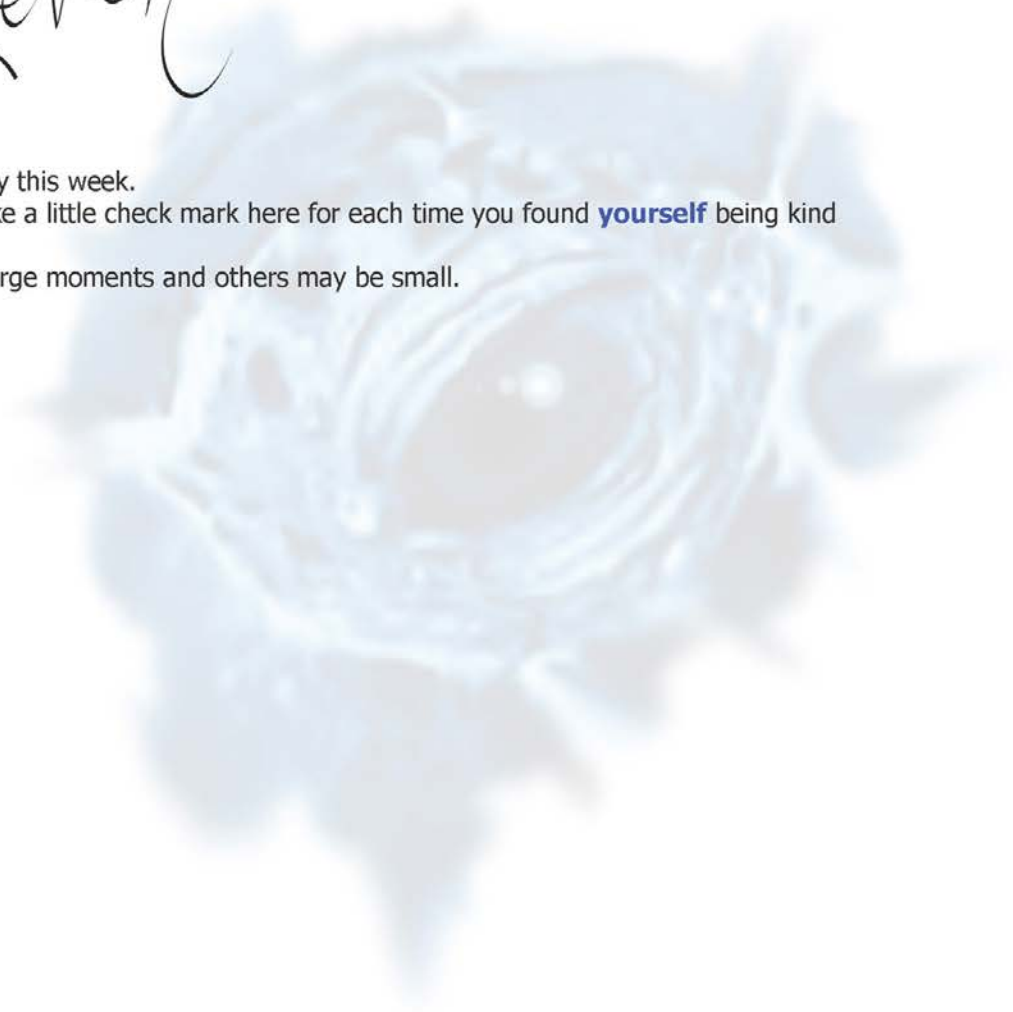 this week.
a little check mark here for each time you found yourself being kind
moments and others may be small.